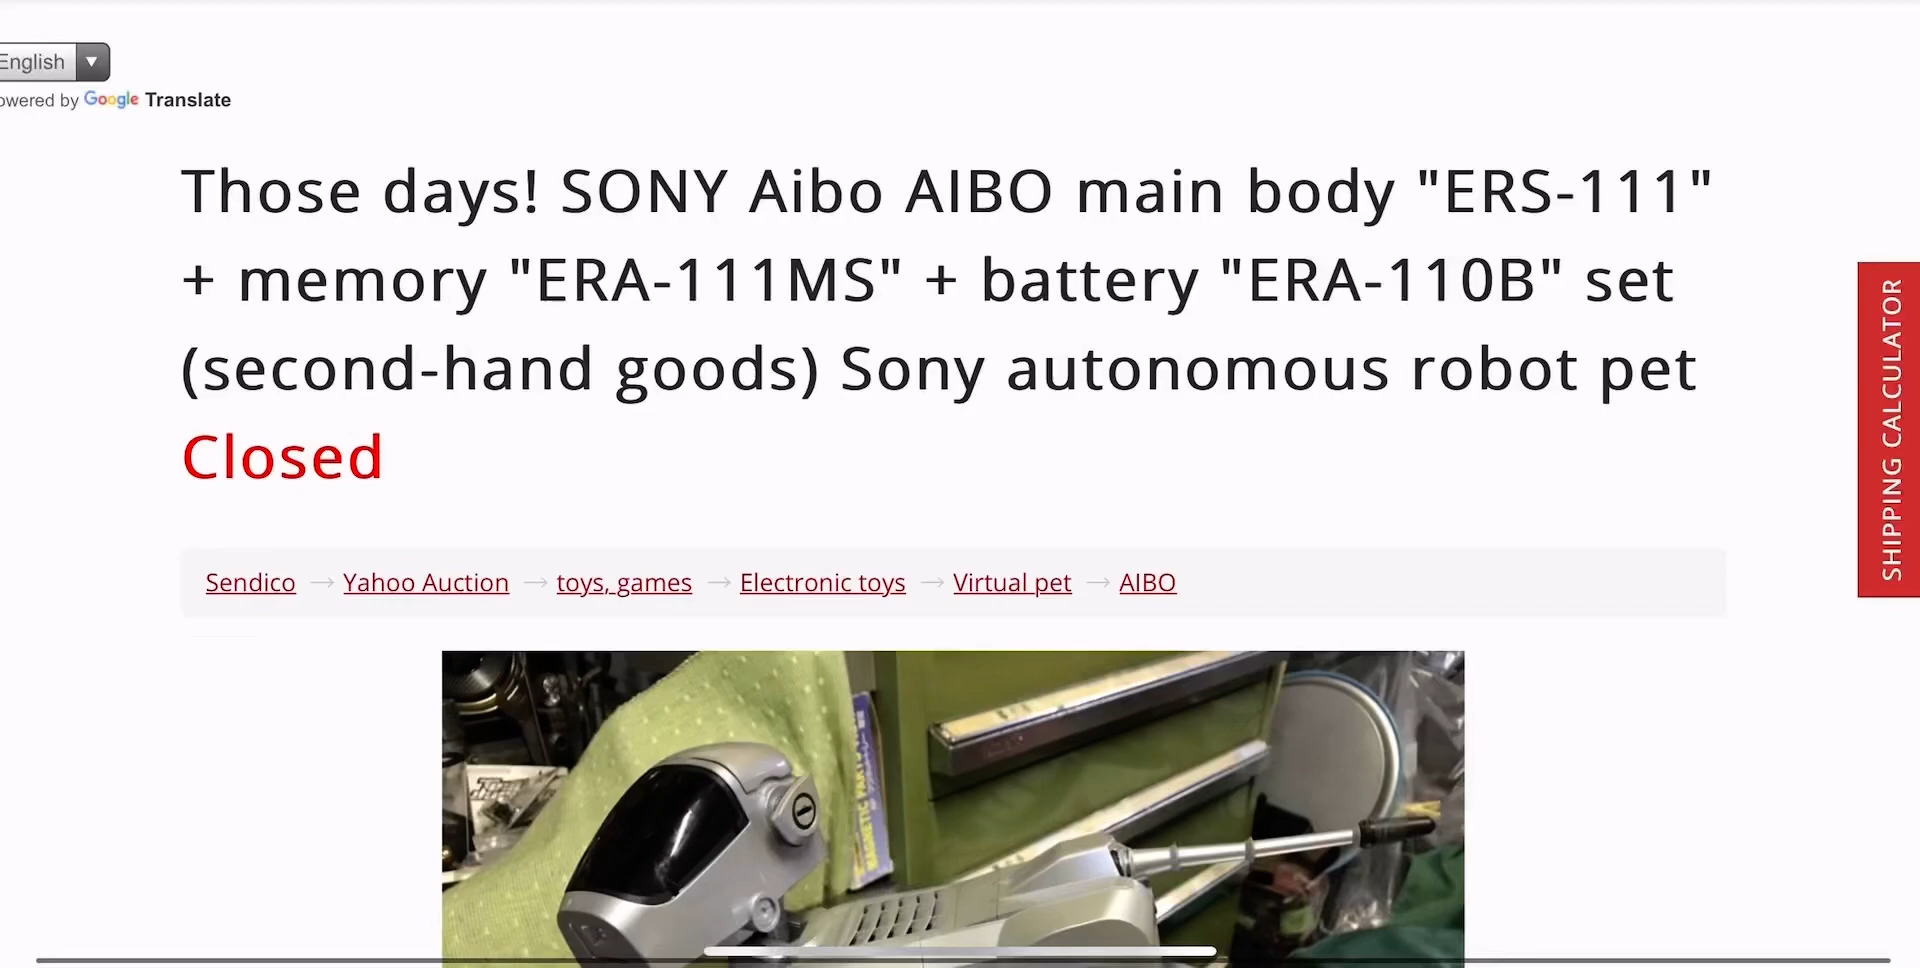 English ▼
owered by Google Translate
Those days! SONY Aibo AIBO main body "ERS-111"
+ memory "ERA-111MS" + battery "ERA-110B" set
(second-hand goods) Sony autonomous robot pet
Closed
SHIPPING CALCULATOR
Sendico → Yahoo Auction → toys, games → Electronic toys → Virtual pet → AIBO